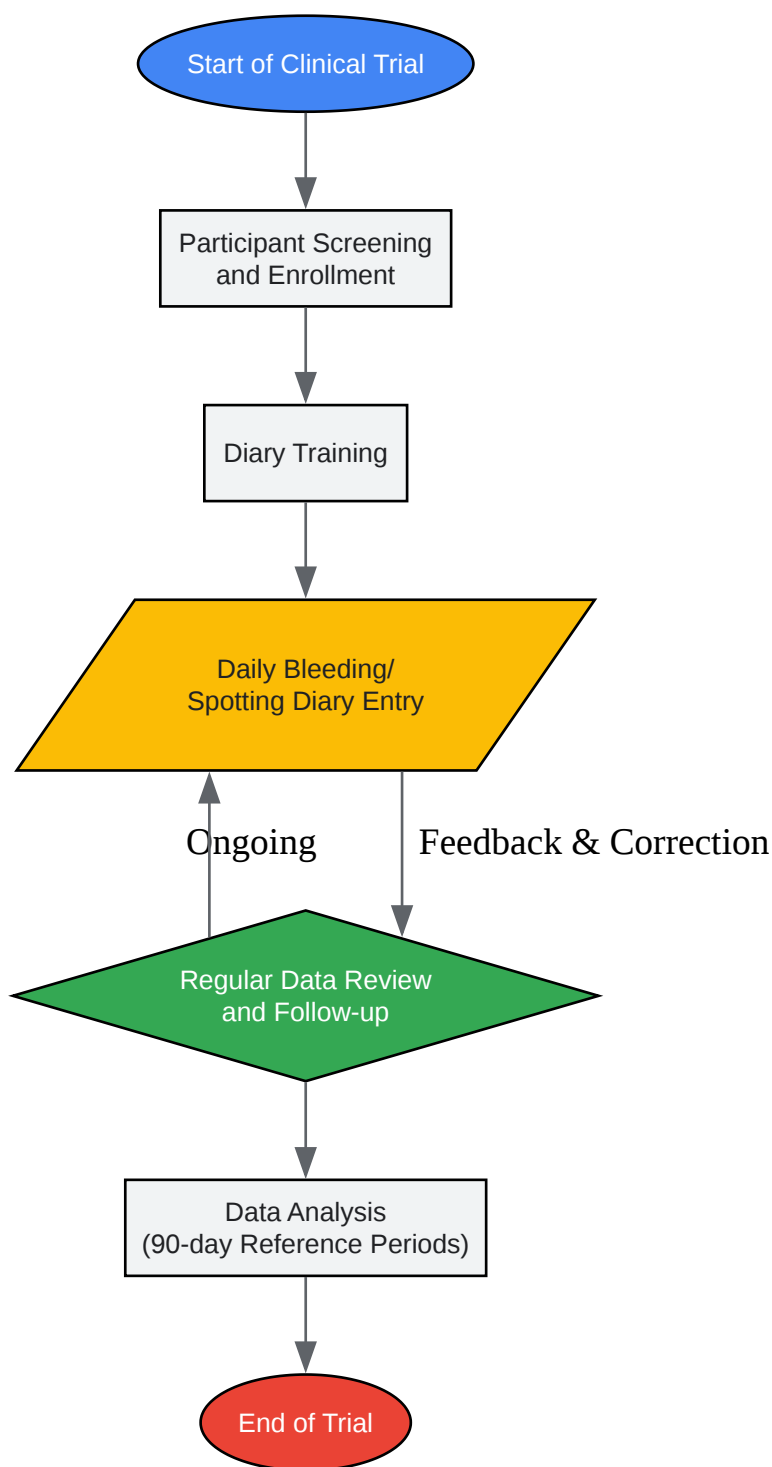 Start of Clinical Trial
Participant Screening
and Enrollment
Diary Training
Daily Bleeding/
Spotting Diary Entry
Ongoing
Feedback & Correction
Regular Data Review
and Follow-up
Data Analysis
(90-day Reference Periods)
End of Trial